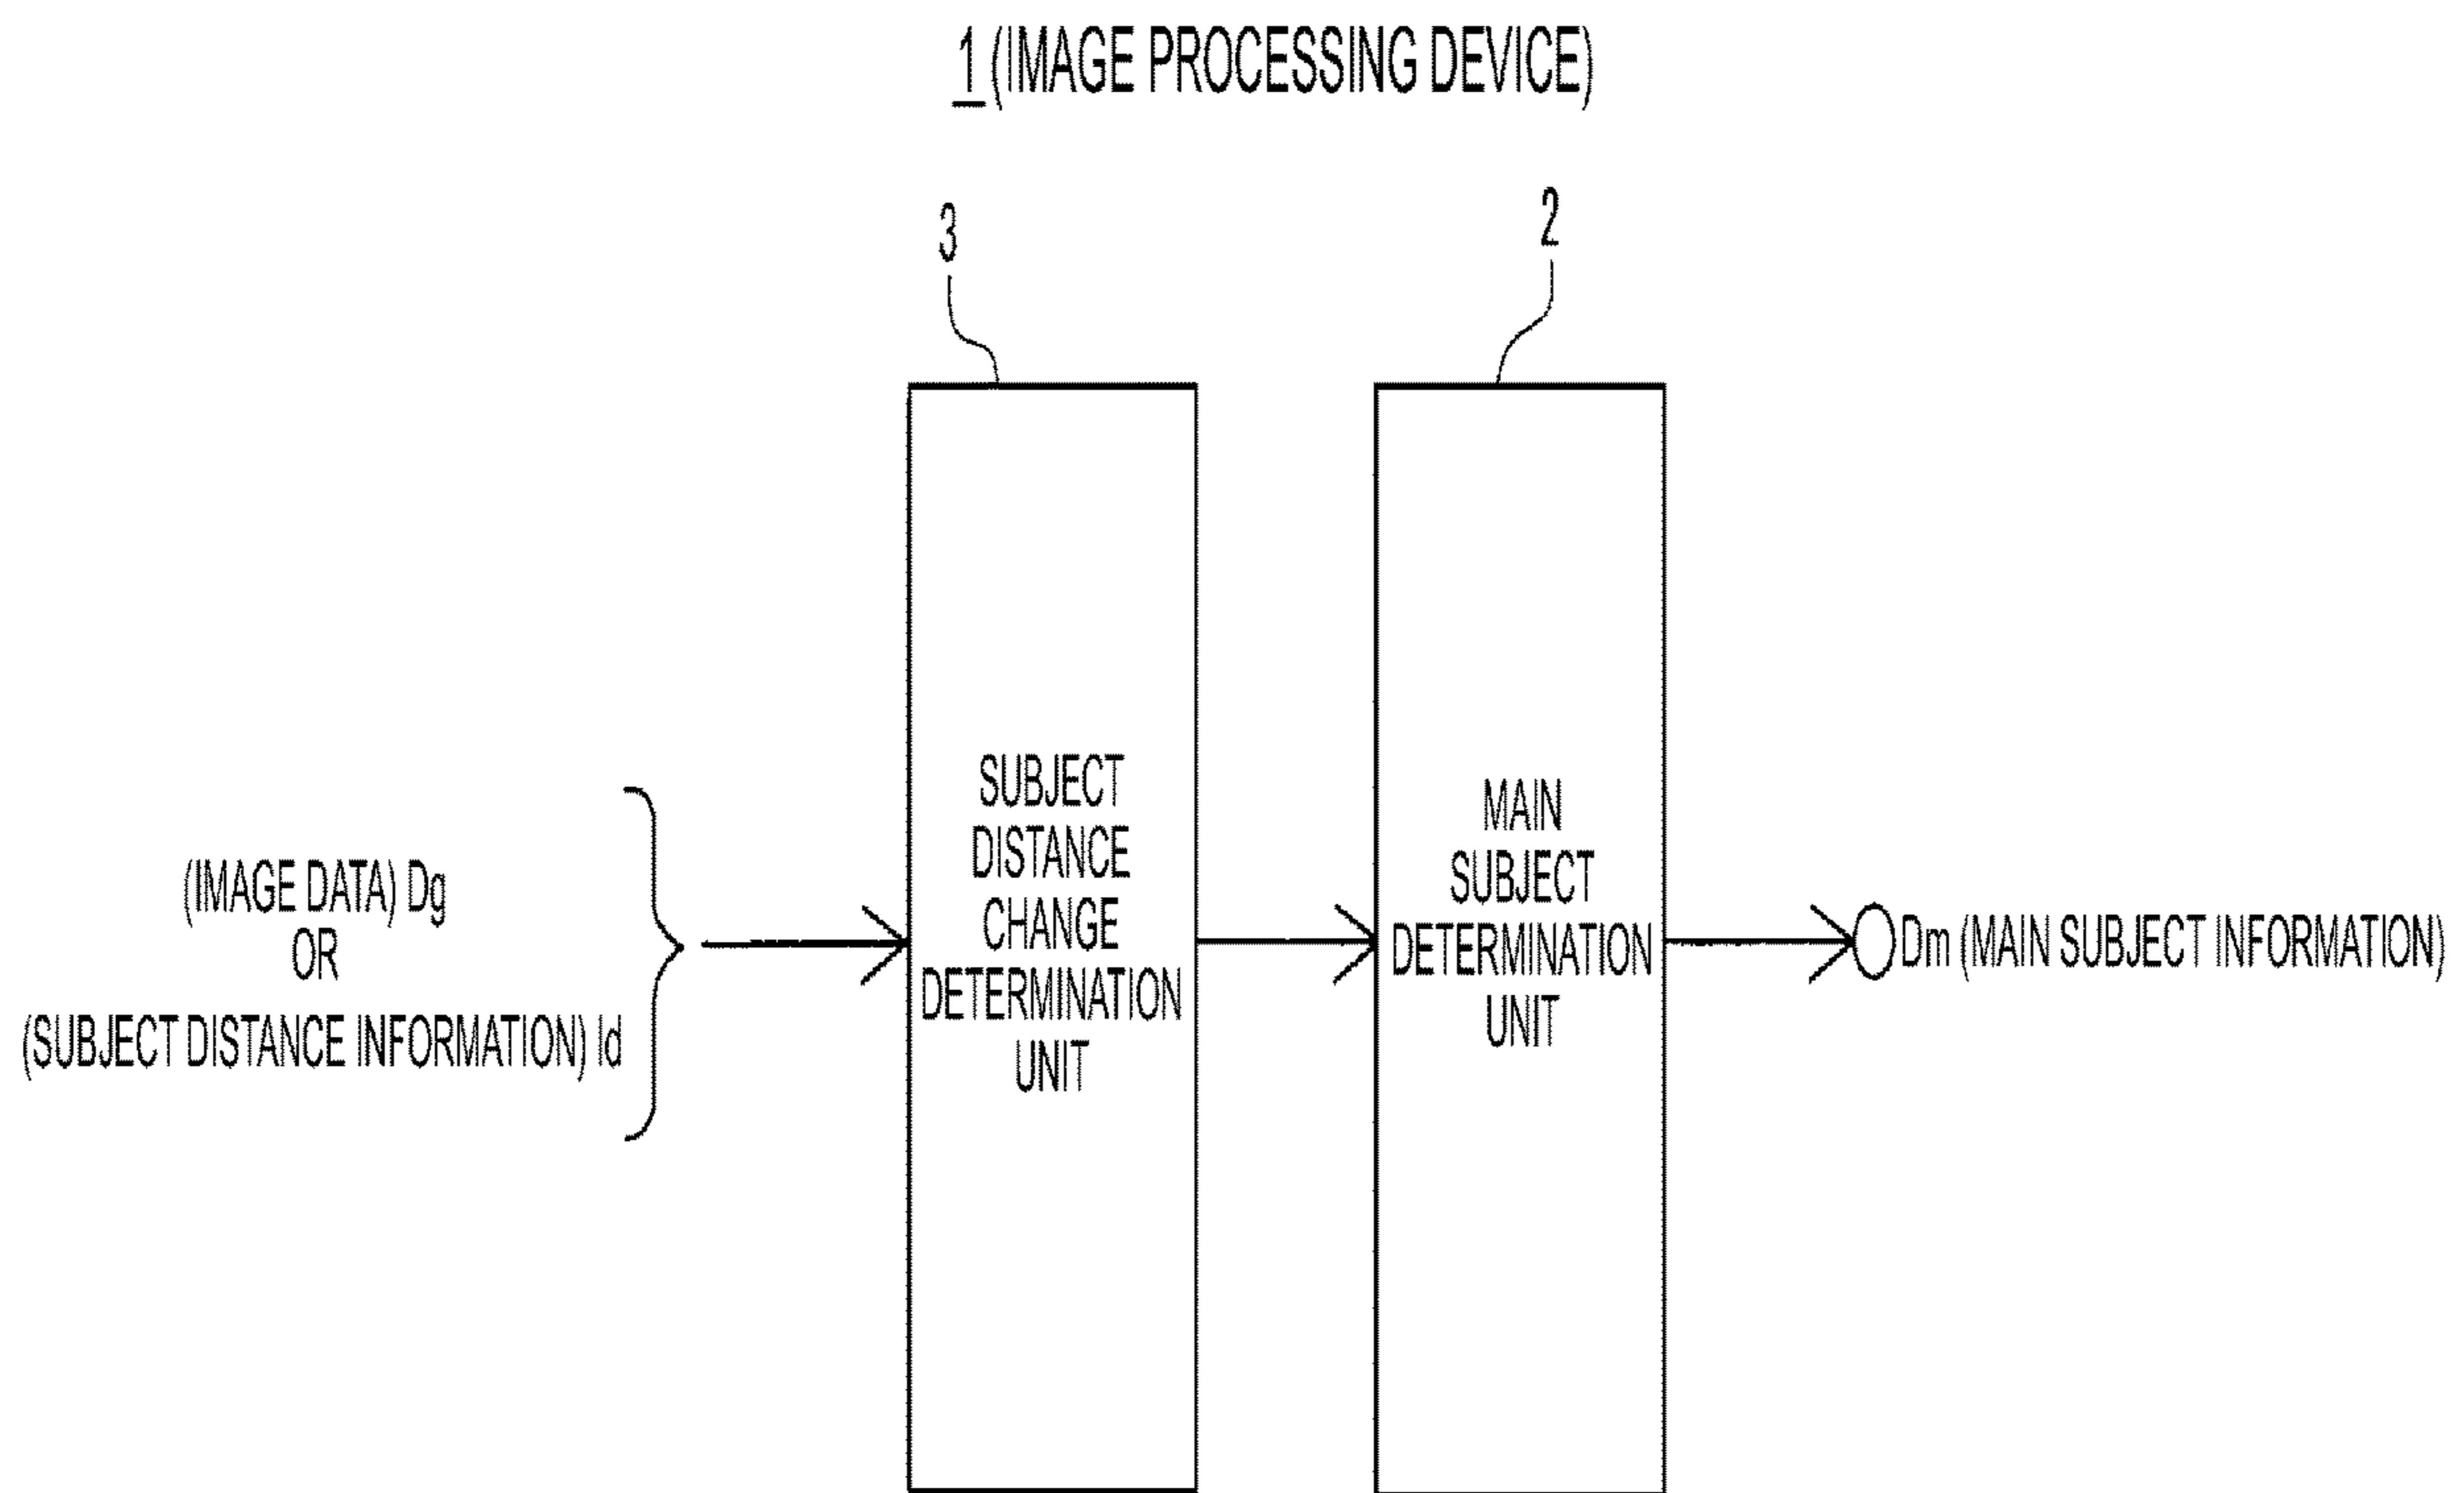 1 (IMAGE PROCESSING DEVICE)
3
2
(IMAGE DATA) Dg
OR
(SUBJECT DISTANCE INFORMATION) Id
SUBJECT
DISTANCE
CHANGE
DETERMINATION
UNIT
MAIN
SUBJECT
DETERMINATION
UNIT
Dm (MAIN SUBJECT INFORMATION)